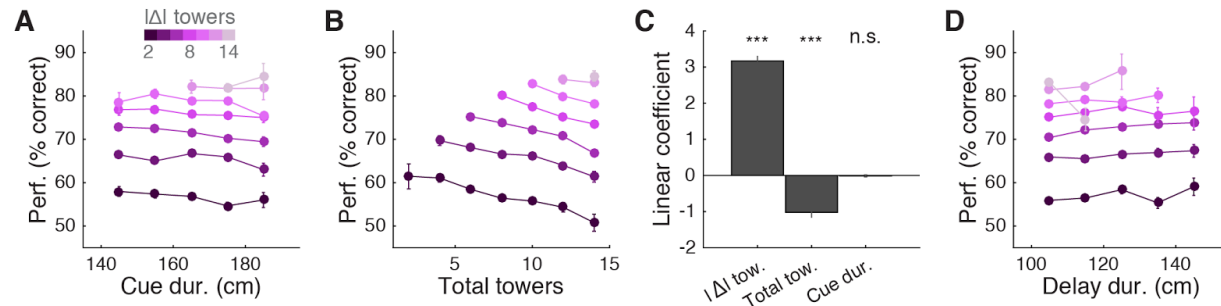 A
|Δ| towers
2 8 14
Perf. (% correct)
90
80
70
60
50
140 160 180
Cue dur. (cm)
B
Perf. (% correct)
90
80
70
60
50
5 10 15
Total towers
C
Linear coefficient
4
3
2
1
0
-1
-2
*** *** n.s.
|Δ| tow.
Total tow.
Cue dur.
D
Perf. (% correct)
90
80
70
60
50
100 120 140
Delay dur. (cm)